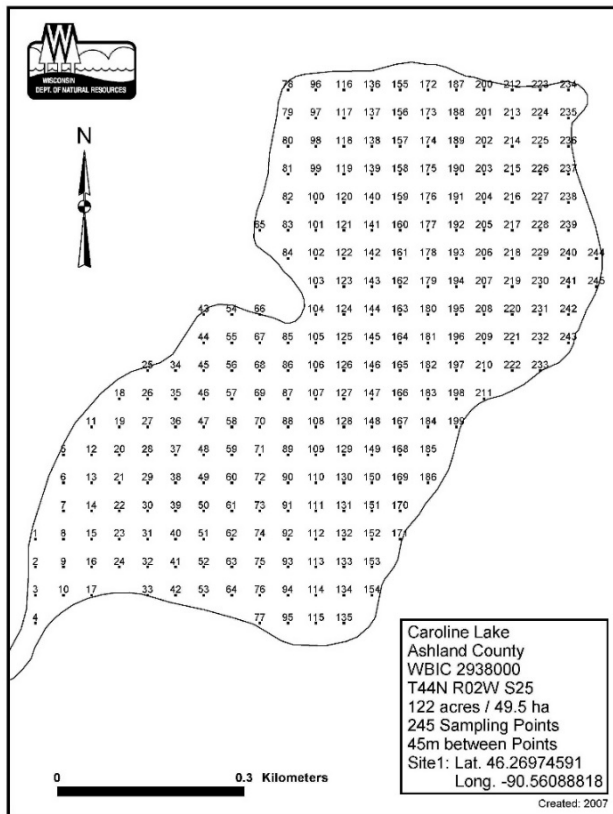 WISCONSIN
DEPT. OF NATURAL RESOURCES
N
78 96 116 136 155 172 187 200 212 223 234
79 97 117 137 156 173 188 201 213 224 235
80 98 118 138 157 174 189 202 214 225 236
81 99 119 139 158 175 190 203 215 226 237
82 100 120 140 159 176 191 204 216 227 238
65 83 101 121 141 160 177 192 205 217 228 239
84 102 122 142 161 178 193 206 218 229 240 244
103 123 143 162 179 194 207 219 230 241 245
43 54 66 104 124 144 163 180 195 208 220 231 242
44 55 67 85 105 125 145 164 181 196 209 221 232 243
25 34 45 56 68 86 106 126 146 165 182 197 210 222 233
18 26 35 46 57 69 87 107 127 147 166 183 198 211
11 19 27 36 47 58 70 88 108 128 148 167 184 199
5 12 20 28 37 48 59 71 89 109 129 149 168 185
6 13 21 29 38 49 60 72 90 110 130 150 169 186
7 14 22 30 39 50 61 73 91 111 131 151 170
1 8 15 23 31 40 51 62 74 92 112 132 152 171
2 9 16 24 32 41 52 63 75 93 113 133 153
3 10 17 33 42 53 64 76 94 114 134 154
4 77 95 115 135
Caroline Lake
Ashland County
WBIC 2938000
T44N R02W S25
122 acres / 49.5 ha
245 Sampling Points
45m between Points
Site1: Lat. 46.26974591
Long. -90.56088818
0 0.3 Kilometers
Created: 2007